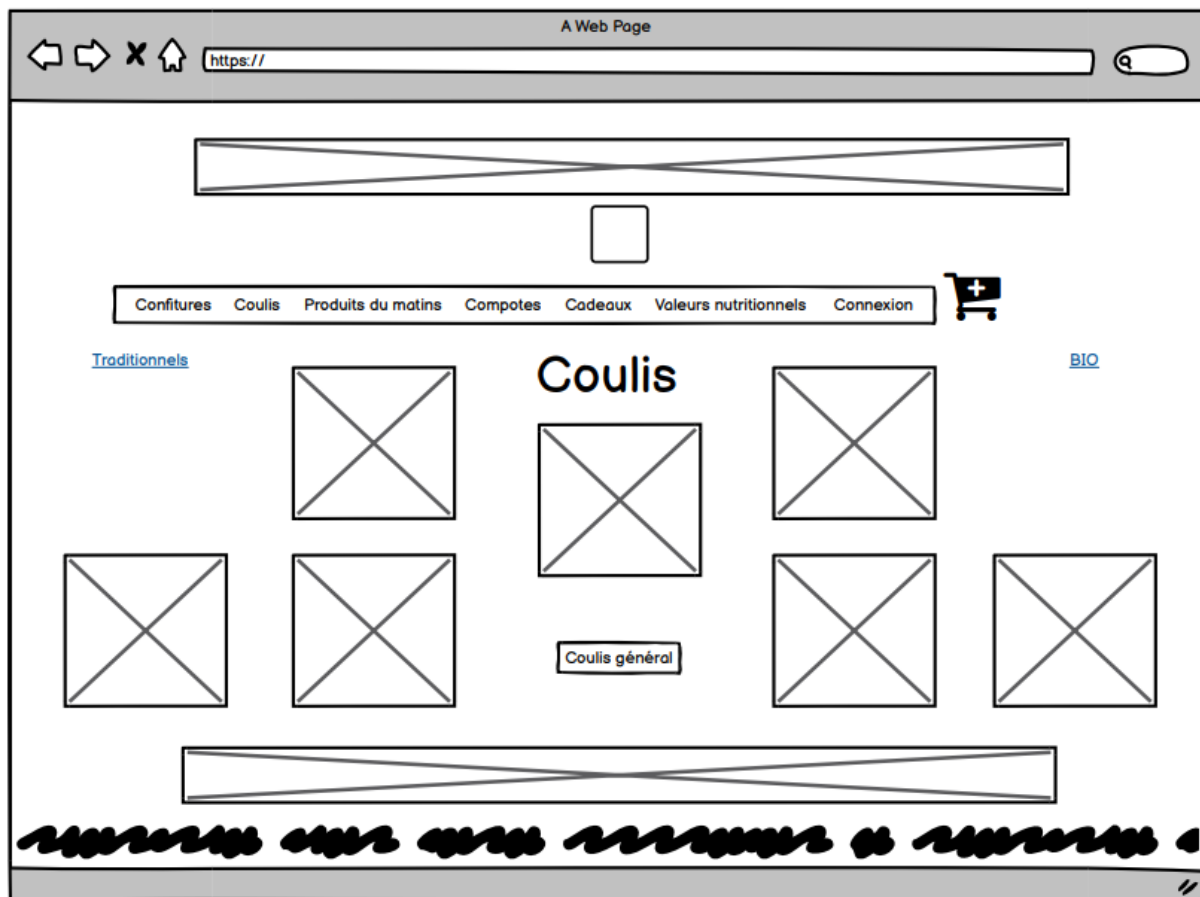 A Web Page
https://
Confitures Coulis Produits du matins Compotes Cadeaux Valeurs nutritionnels Connexion
Traditionnels
Coulis
BIO
Coulis général